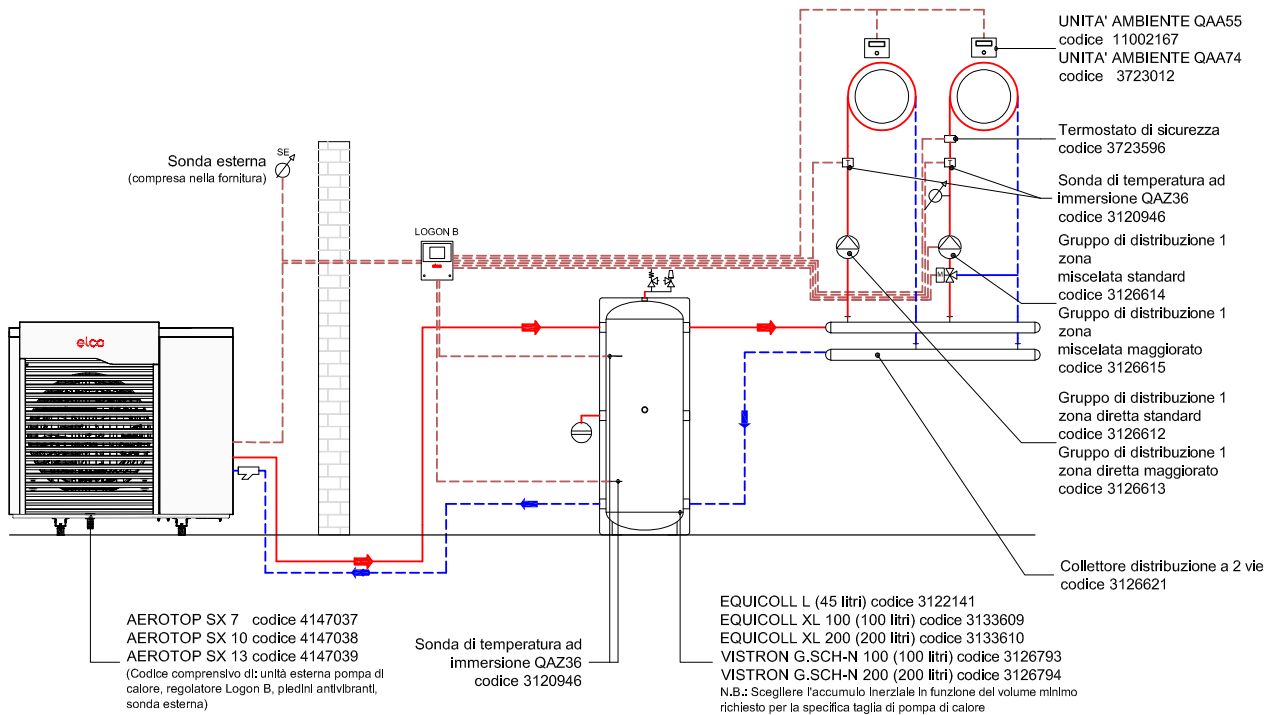 UNITA' AMBIENTE QAA55
codice 11002167
UNITA' AMBIENTE QAA74
codice 3723012
Termostato di sicurezza
codice 3723596
Sonda di temperatura ad
immersione QAZ36
codice 3120946
Gruppo di distribuzione 1
zona
miscelata standard
codice 3126614
Gruppo di distribuzione 1
zona
miscelata maggiorato
codice 3126615
Gruppo di distribuzione 1
zona diretta standard
codice 3126612
Gruppo di distribuzione 1
zona diretta maggiorato
codice 3126613
Collettore distribuzione a 2 vie
codice 3126621
Sonda esterna
(compresa nella fornitura)
SE
LOGON B
elco
T
T
M
elco
AEROTOP SX 7 codice 4147037
AEROTOP SX 10 codice 4147038
AEROTOP SX 13 codice 4147039
(Codice comprensivo di: unità esterna pompa di
calore, regolatore Logon B, piedini antivibranti,
sonda esterna)
Sonda di temperatura ad
immersione QAZ36
codice 3120946
EQUICOLL L (45 litri) codice 3122141
EQUICOLL XL 100 (100 litri) codice 3133609
EQUICOLL XL 200 (200 litri) codice 3133610
VISTRON G.SCH-N 100 (100 litri) codice 3126793
VISTRON G.SCH-N 200 (200 litri) codice 3126794
N.B.: Scegliere l'accumulo inerziale in funzione del volume minimo
richiesto per la specifica taglia di pompa di calore